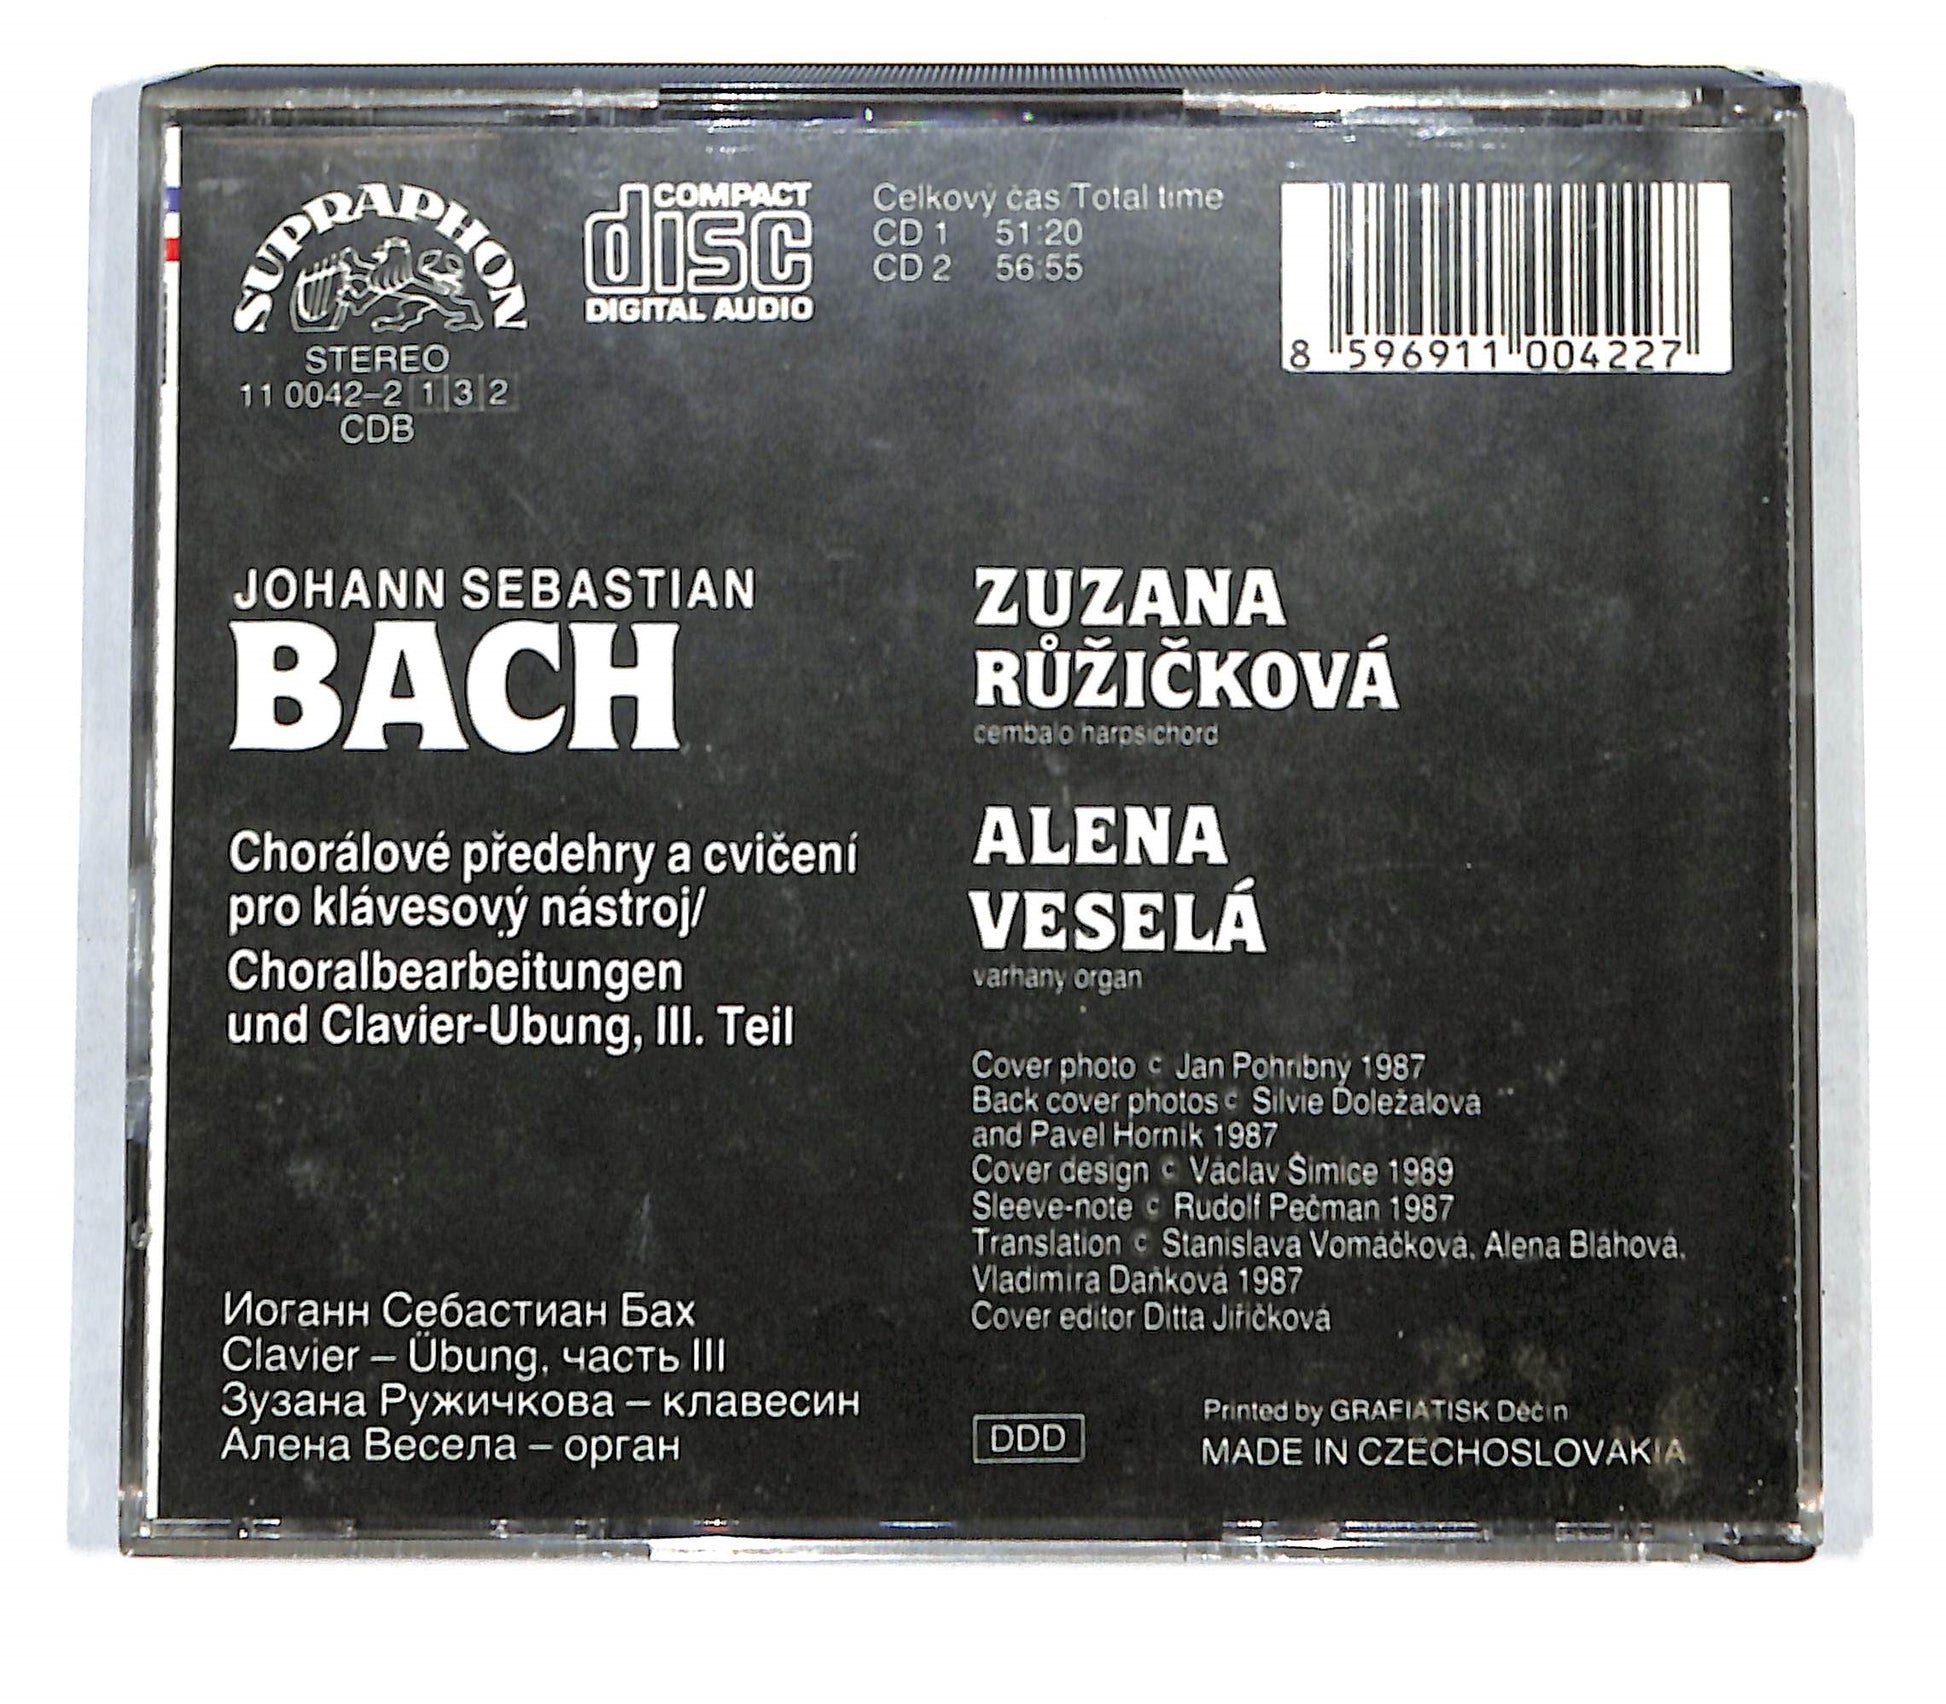 SUPRAPHON
STEREO
11 0042-2 1 3 2
CDB
COMPACT
disc
DIGITAL AUDIO
Celkový čas/Total time
CD 1 51:20
CD 2 56:55
8 596911 004227
JOHANN SEBASTIAN
BACH
Chorálové předehry a cvičení
pro klávesový nástroj/
Choralbearbeitungen
und Clavier-Übung, III. Teil
Иоганн Себастиан Бах
Clavier – Übung, часть III
Зузана Ружичкова – клавесин
Алена Весела – орган
ZUZANA
RŮŽIČKOVÁ
cembalo harpsichord
ALENA
VESELÁ
varhany organ
Cover photo © Jan Pohribný 1987
Back cover photos © Silvie Doležalová
and Pavel Horník 1987
Cover design © Václav Šimice 1989
Sleeve-note © Rudolf Pečman 1987
Translation © Stanislava Vomáčková, Alena Bláhová,
Vladimíra Daňková 1987
Cover editor Ditta Jiřičková
DDD
Printed by GRAFIATISK Děčín
MADE IN CZECHOSLOVAKIA